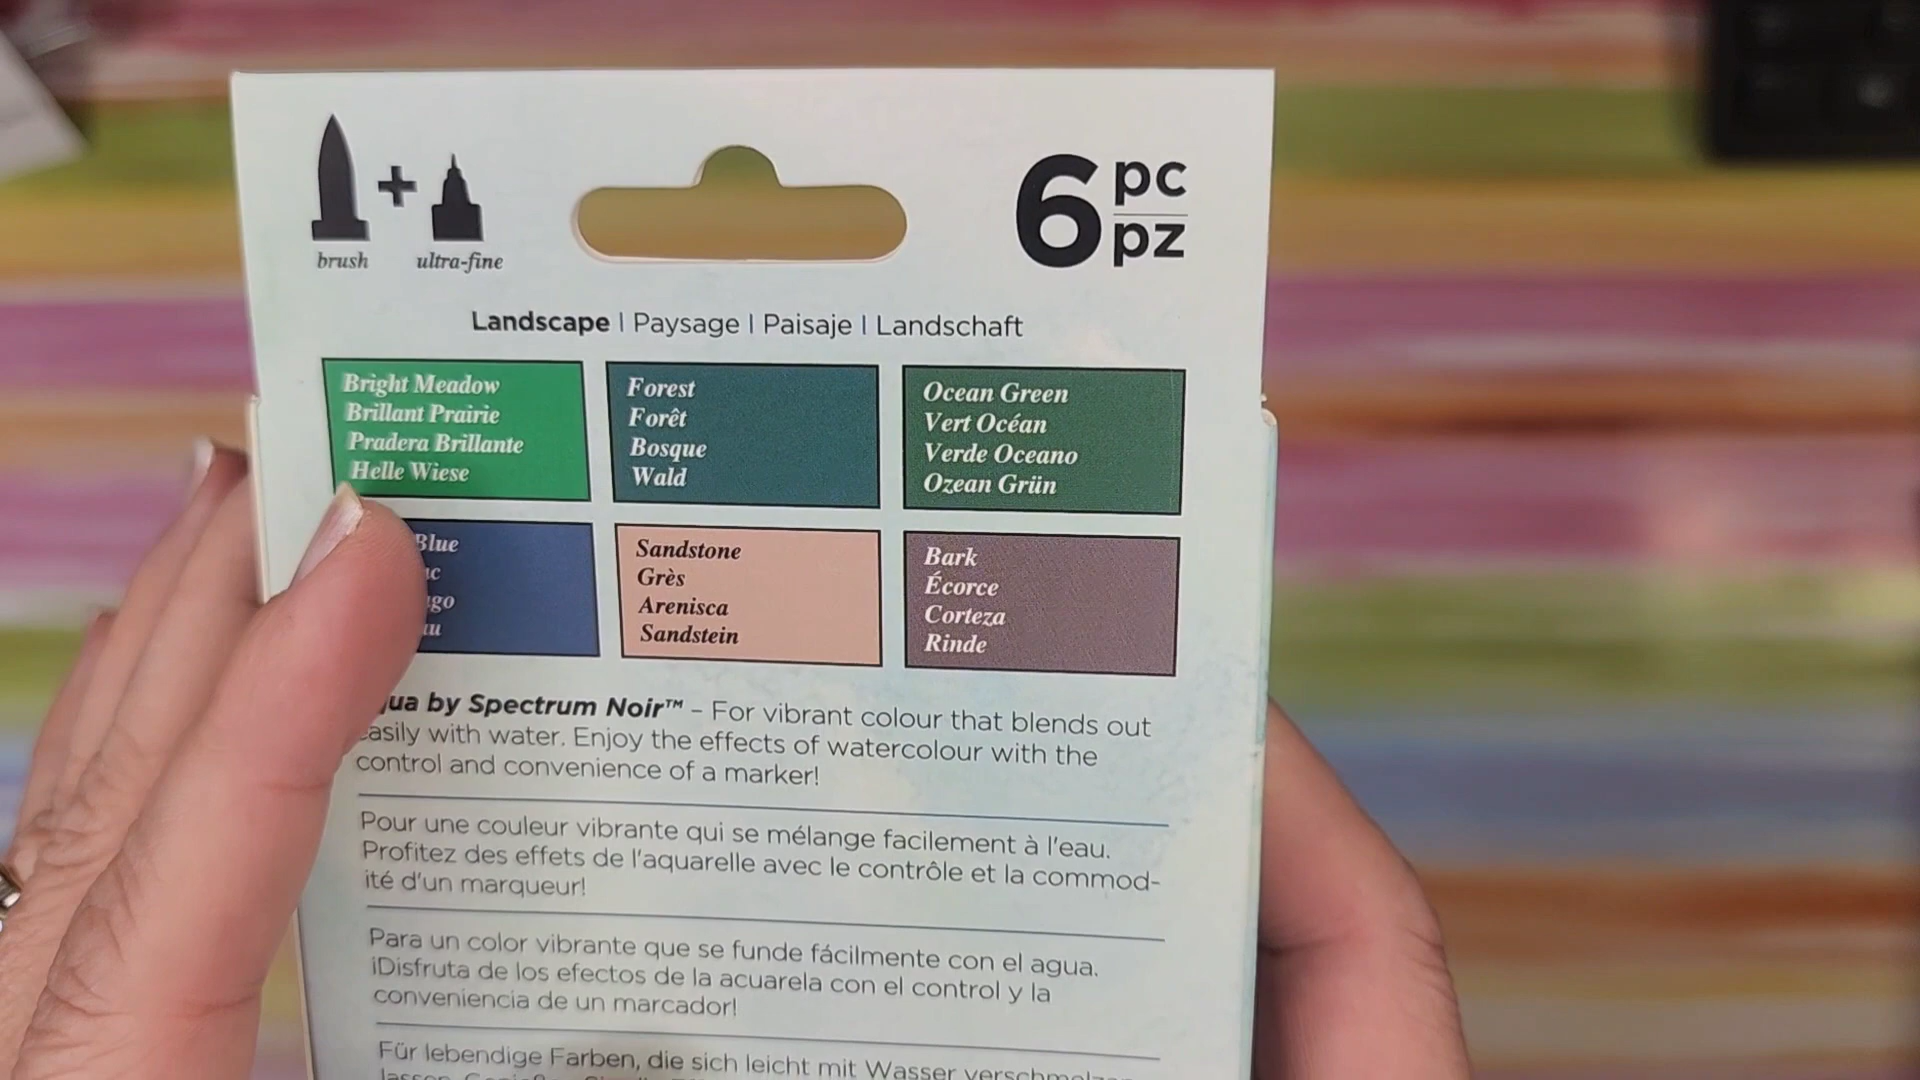 brush + ultra-fine
6 pc
pz
Landscape | Paysage | Paisaje | Landschaft
Bright Meadow
Brillant Prairie
Pradera Brillante
Helle Wiese
Forest
Forêt
Bosque
Wald
Ocean Green
Vert Océan
Verde Oceano
Ozean Grün
Blue
Sandstone
Grès
Arenisca
Sandstein
Bark
Écorce
Corteza
Rinde
by Spectrum Noir™ – For vibrant colour that blends out
easily with water. Enjoy the effects of watercolour with the
control and convenience of a marker!
Pour une couleur vibrante qui se mélange facilement à l'eau.
Profitez des effets de l'aquarelle avec le contrôle et la commod-
ité d'un marqueur!
Para un color vibrante que se funde fácilmente con el agua.
¡Disfruta de los efectos de la acuarela con el control y la
conveniencia de un marcador!
Für lebendige Farben, die sich leicht mit Wasser